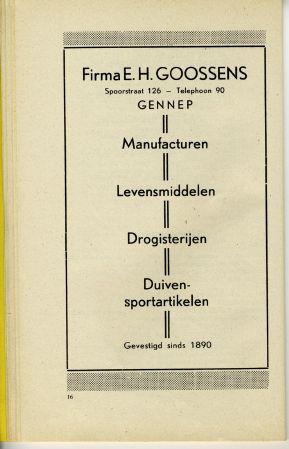 Firma E. H. GOOSSENS
Spoorstraat 126 – Telephoon 90
GENNEP
Manufacturen
Levensmiddelen
Drogisterijen
Duiven-
sportartikelen
Gevestigd sinds 1890
16